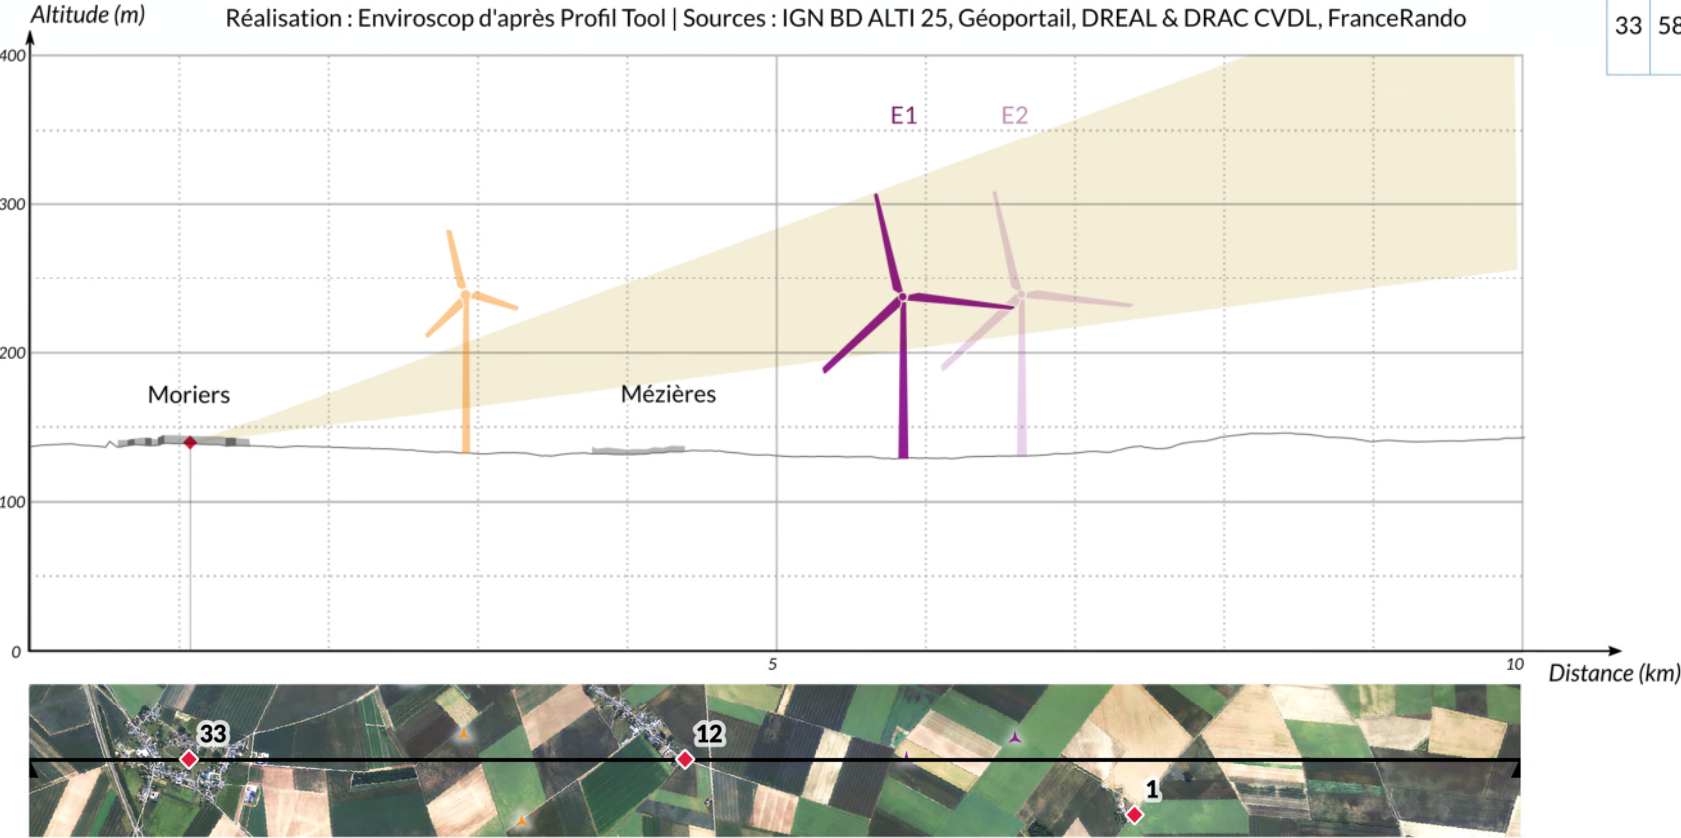 Altitude (m)
Réalisation : Enviroscop d'après Profil Tool | Sources : IGN BD ALTI 25, Géoportail, DREAL & DRAC CVDL, FranceRando
33 58
400
E1 E2
300
200
Moriers Mézières
100
0
5 10
Distance (km)
33 12
1